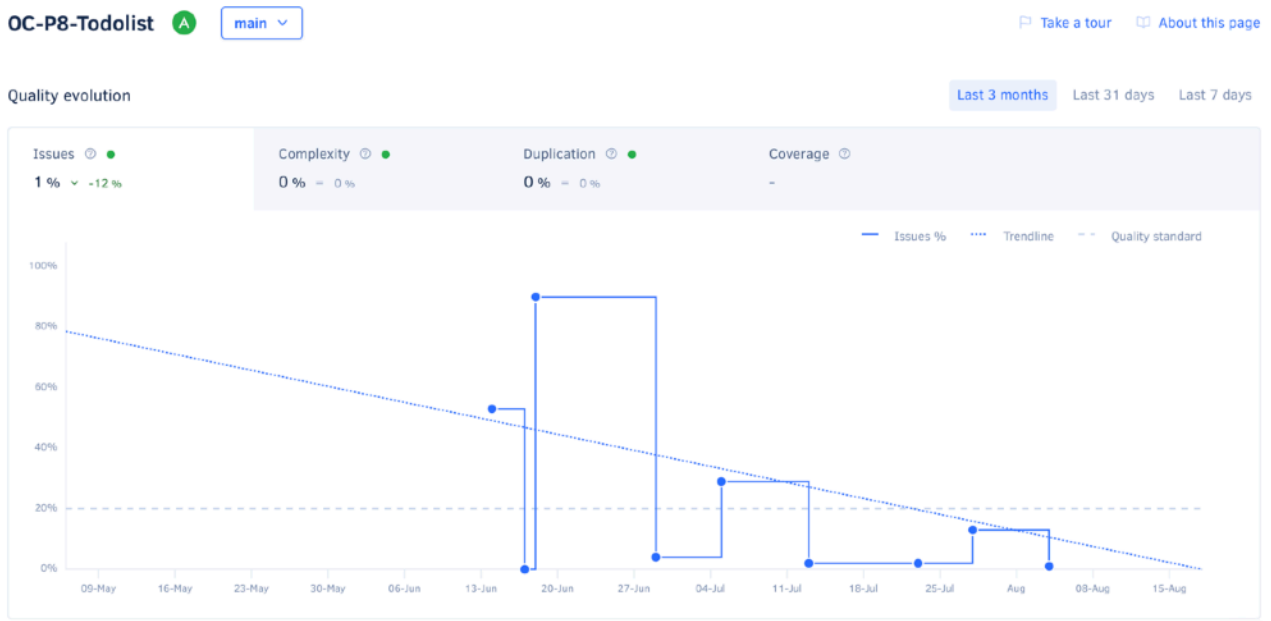 OC-P8-Todolist A main Take a tour About this page
Quality evolution Last 3 months Last 31 days Last 7 days
Issues Complexity Duplication Coverage
1 % -12 % 0 % = 0 % 0 % = 0 % -
Issues % Trendline Quality standard
100%
80%
60%
40%
20%
0%
09-May 16-May 23-May 30-May 06-Jun 13-Jun 20-Jun 27-Jun 04-Jul 11-Jul 18-Jul 25-Jul Aug 08-Aug 15-Aug